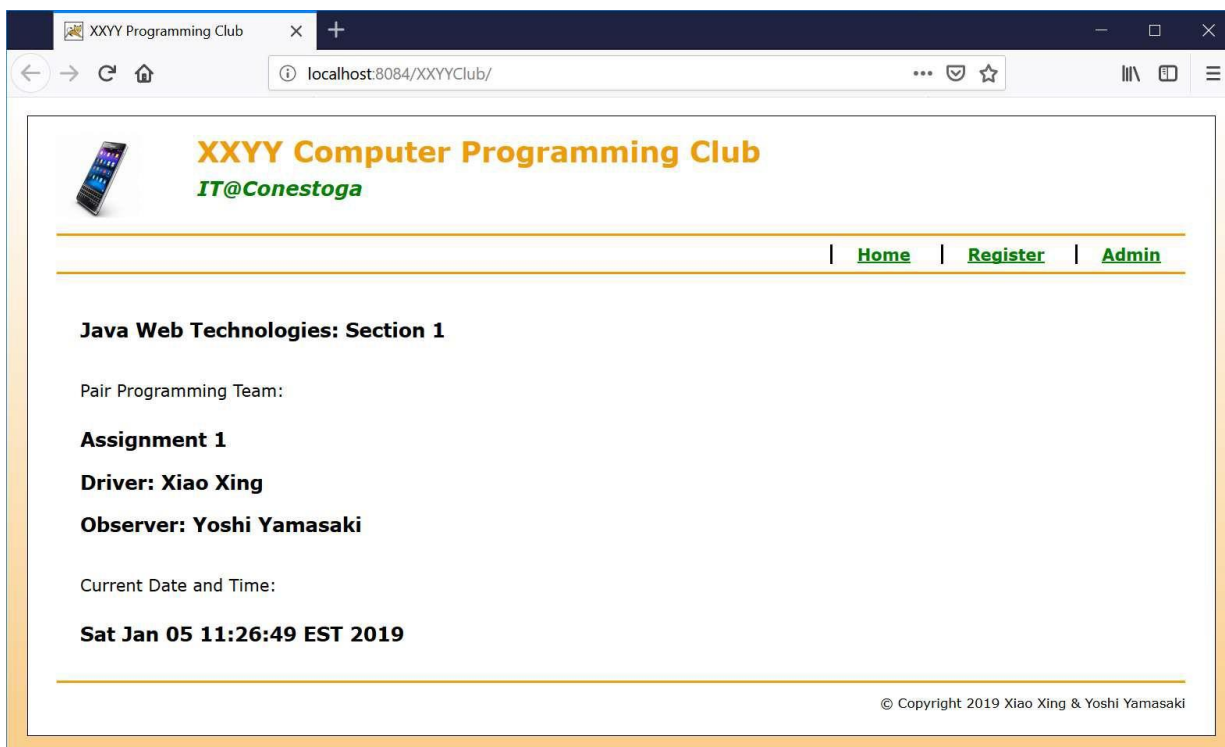 XXYY Programming Club
localhost:8084/XXYYClub/
XXYY Computer Programming Club
IT@Conestoga
Home | Register | Admin
Java Web Technologies: Section 1
Pair Programming Team:
Assignment 1
Driver: Xiao Xing
Observer: Yoshi Yamasaki
Current Date and Time:
Sat Jan 05 11:26:49 EST 2019
© Copyright 2019 Xiao Xing & Yoshi Yamasaki